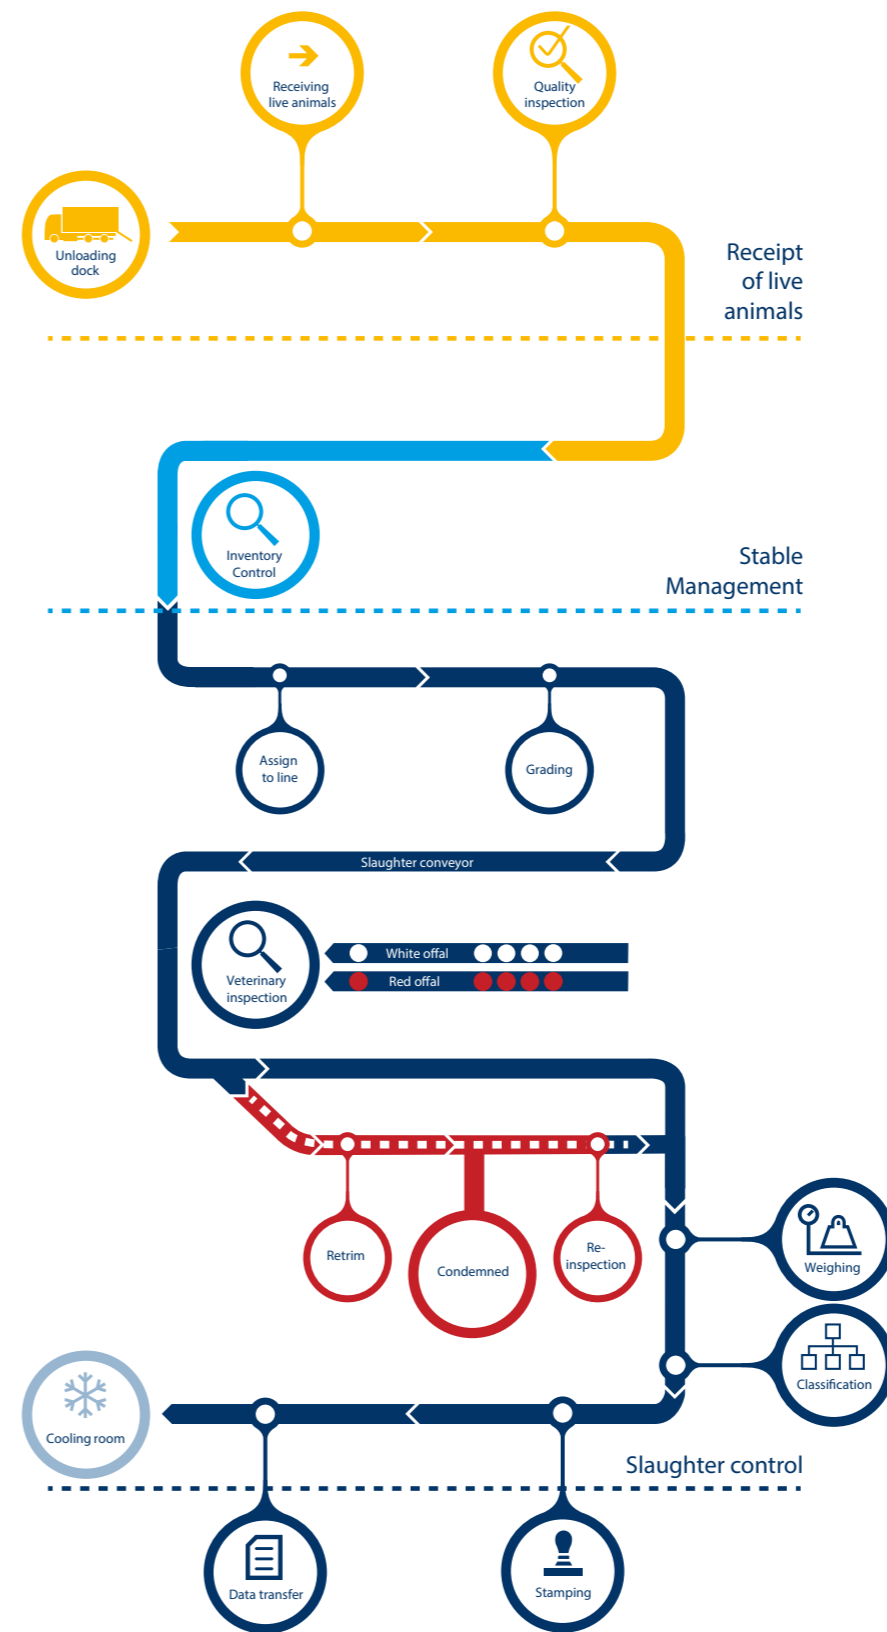 Receiving
live animals
Quality
inspection
Unloading
dock
Receipt
of live
animals
Inventory
Control
Stable
Management
Assign
to line
Grading
Slaughter conveyor
White offal
Red offal
Veterinary
inspection
Retrim
Condemned
Re-
inspection
Weighing
Classification
Cooling room
Slaughter control
Data transfer
Stamping